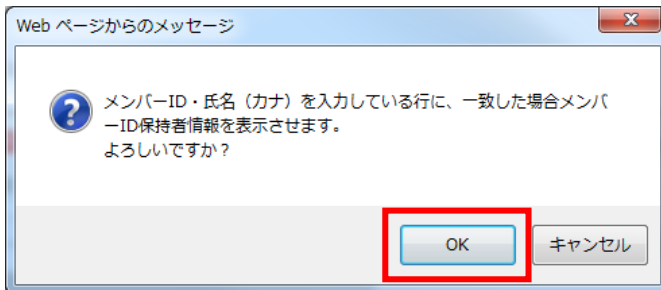 Web ページからのメッセージ
メンバーID・氏名（カナ）を入力している行に、一致した場合メンバ
ーID保持者情報を表示させます。
よろしいですか？
OK
キャンセル